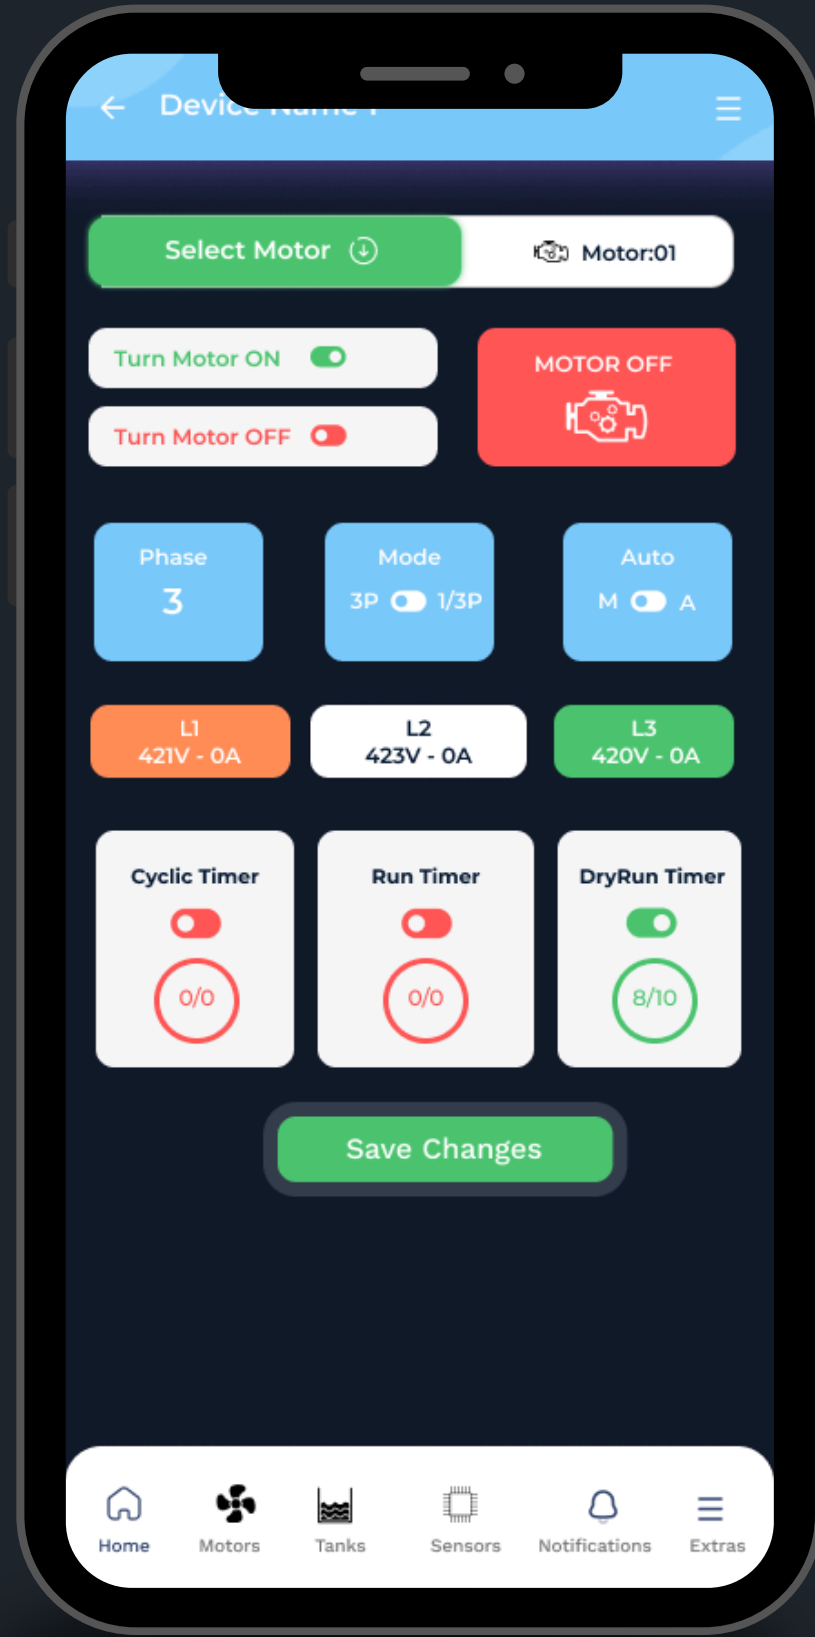 Device Name
Select Motor
Motor:01
Turn Motor ON
Turn Motor OFF
MOTOR OFF
Phase
3
Mode
3P 1/3P
Auto
M A
L1
421V - 0A
L2
423V - 0A
L3
420V - 0A
Cyclic Timer
0/0
Run Timer
0/0
DryRun Timer
8/10
Save Changes
Home
Motors
Tanks
Sensors
Notifications
Extras